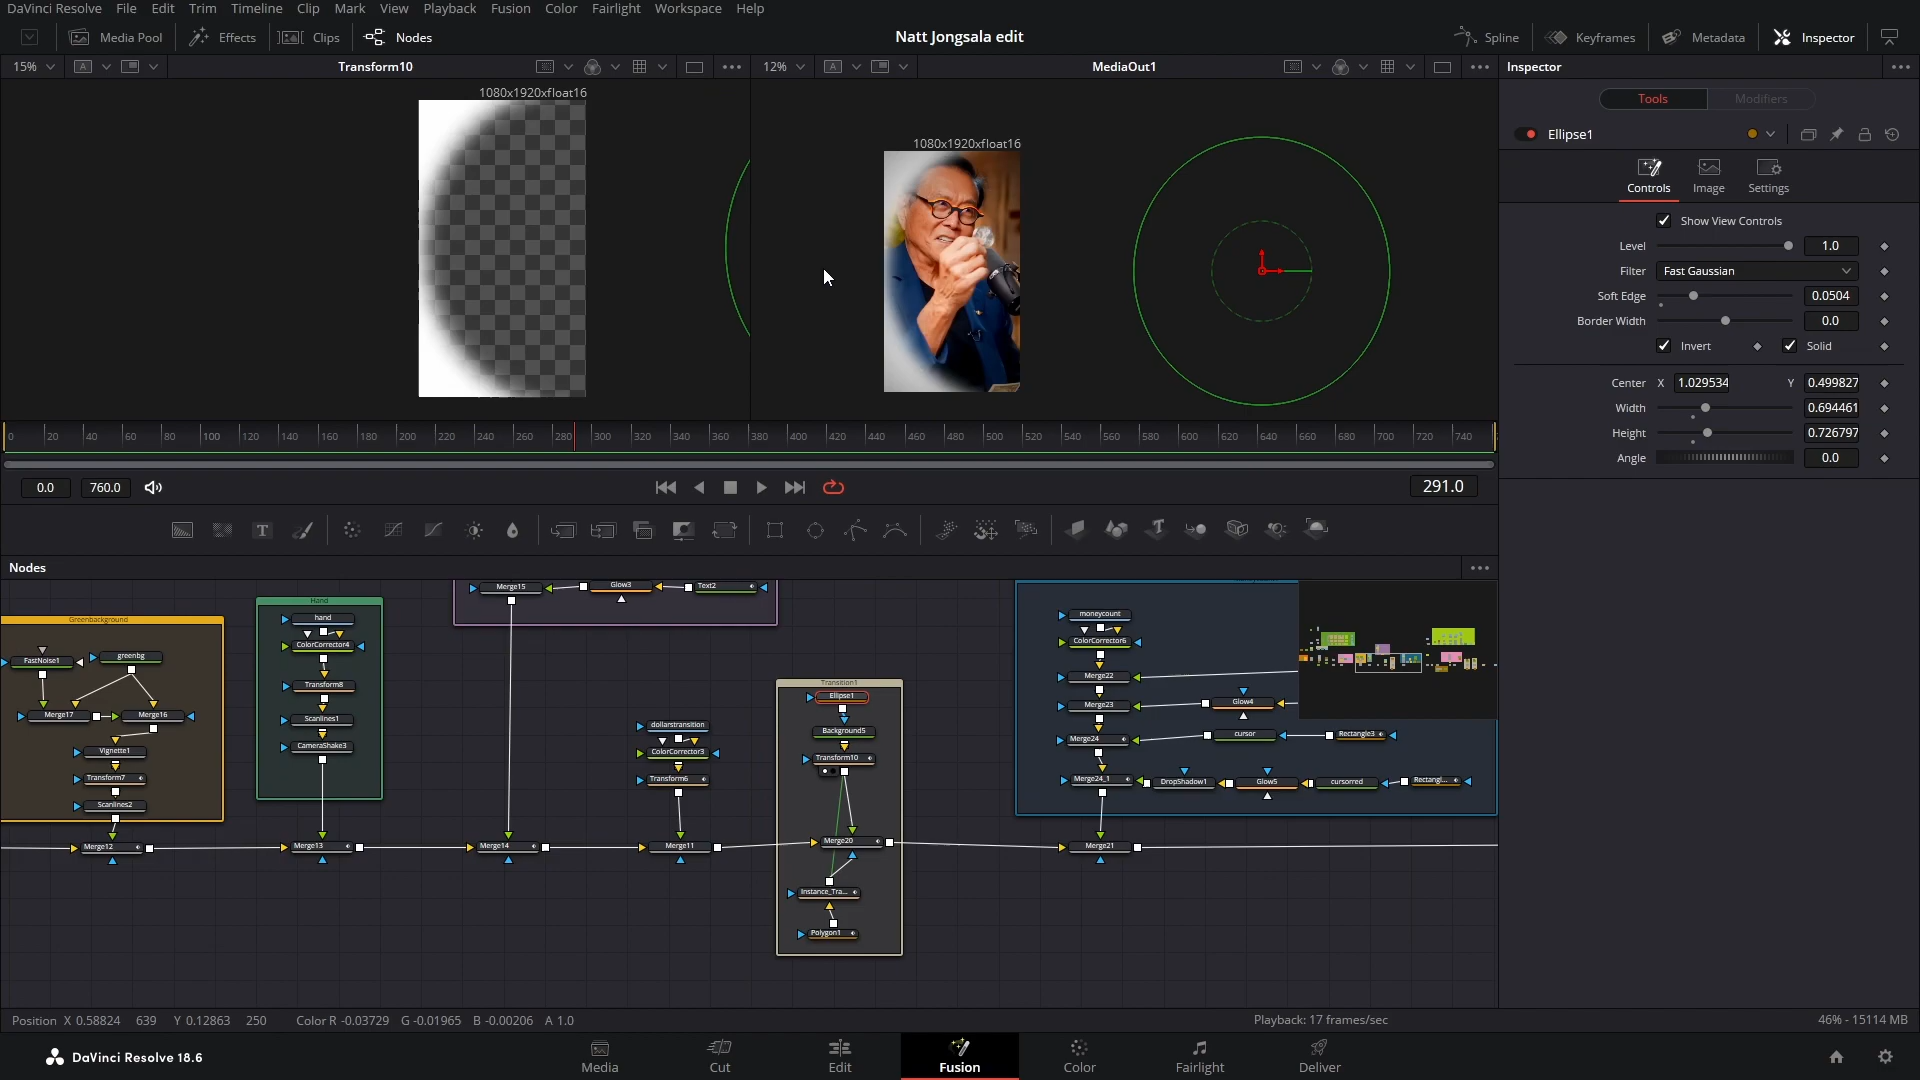 DaVinci Resolve File Edit Trim Timeline Clip Mark View Playback Fusion Color Fairlight Workspace Help
Media Pool Effects Clips Nodes Natt Jongsala edit Spline Keyframes Metadata Inspector
15% A Transform10 12% A MediaOut1 Inspector
1080x1920xfloat16
1080x1920xfloat16
Tools Modifiers
Ellipse1
Controls Image Settings
Show View Controls
Level 1.0
Filter Fast Gaussian
Soft Edge 0.0504
Border Width 0.0
Invert Solid
Center X 1.029534 Y 0.499827
Width 0.694461
Height 0.726797
Angle 0.0
0 20 40 60 80 100 120 140 160 180 200 220 240 260 280 300 320 340 360 380 400 420 440 460 480 500 520 540 560 580 600 620 640 660 680 700 720 740
0.0 760.0 291.0
Nodes
Merge15 Glow3 Text2
Hand
Greenbackground
hand
ColorCorrector4
Transform8
Scanlines1
CameraShake3
FastNoise1 greenbg
Merge17 Merge16
Vignette1
Transform7
Scanlines2
Merge12 Merge13 Merge14 Merge11 Merge20 Merge21
dollarstransition
ColorCorrector3
Transform6
Transition1
Ellipse1
Background5
Transform10
Instance_Tra...
Polygon1
moneycount
ColorCorrector6
Merge22
Merge23 Glow4
Merge24 cursor Rectangle3
Merge24_1 DropShadow1 Glow5 cursorred Rectangl...
Position X 0.58824 639 Y 0.12863 250 Color R -0.03729 G -0.01965 B -0.00206 A 1.0 Playback: 17 frames/sec 46% - 15114 MB
DaVinci Resolve 18.6 Media Cut Edit Fusion Color Fairlight Deliver